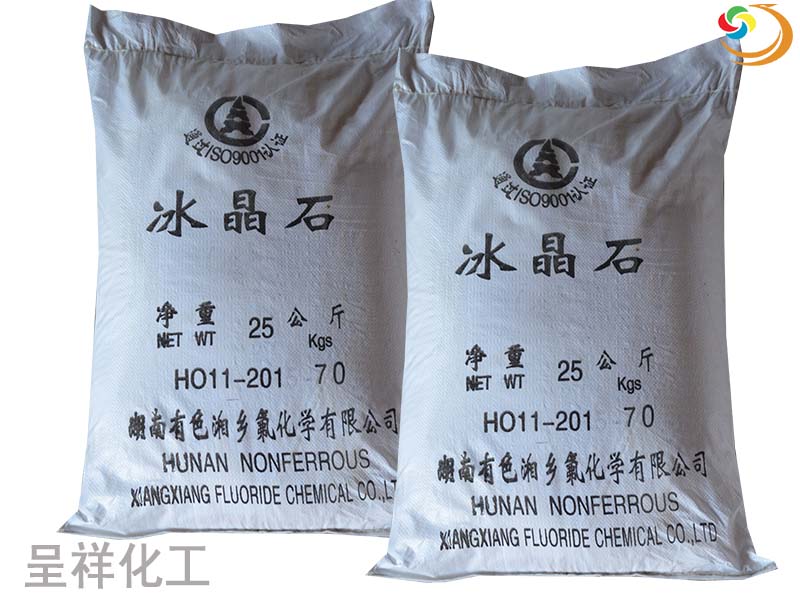 通过ISO9001认证
冰晶石
净重 25 公斤
NET WT Kgs
HO11-201 70
湖南有色湘乡氟化学有限公司
HUNAN NONFERROUS
XIANGXIANG FLUORIDE CHEMICAL CO.,LT
通过ISO9001认证
冰晶石
净重 25 公斤
NET WT Kgs
HO11-201 70
湖南有色湘乡氟化学有限公司
HUNAN NONFERROUS
XIANGXIANG FLUORIDE CHEMICAL CO.,LTD
呈祥化工